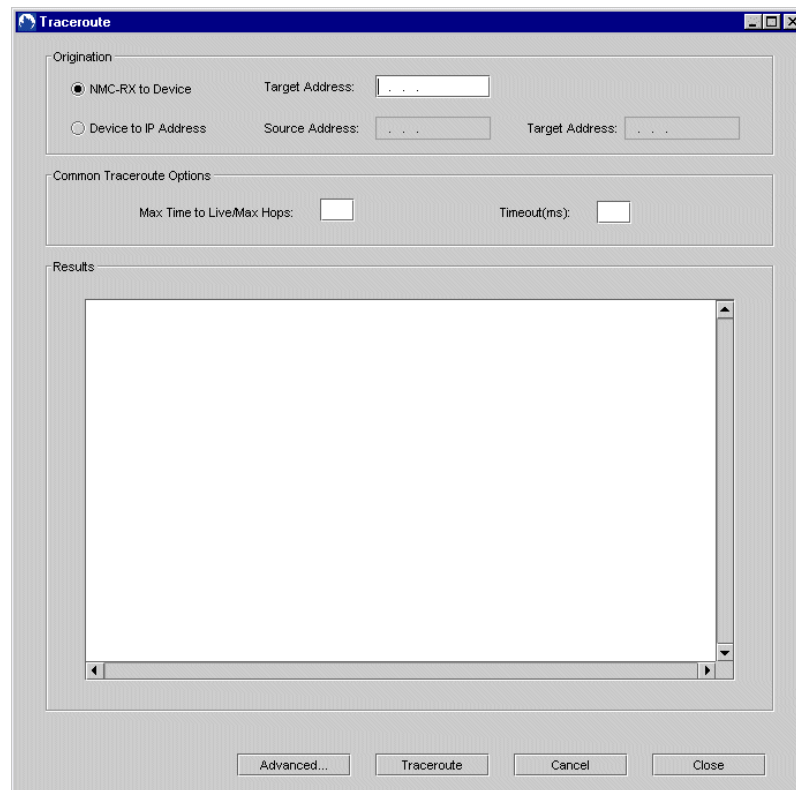 Traceroute
Origination
NMC-RX to Device Target Address: . . .
Device to IP Address Source Address: . . . Target Address: . . .
Common Traceroute Options
Max Time to Live/Max Hops: Timeout(ms):
Results
Advanced... Traceroute Cancel Close